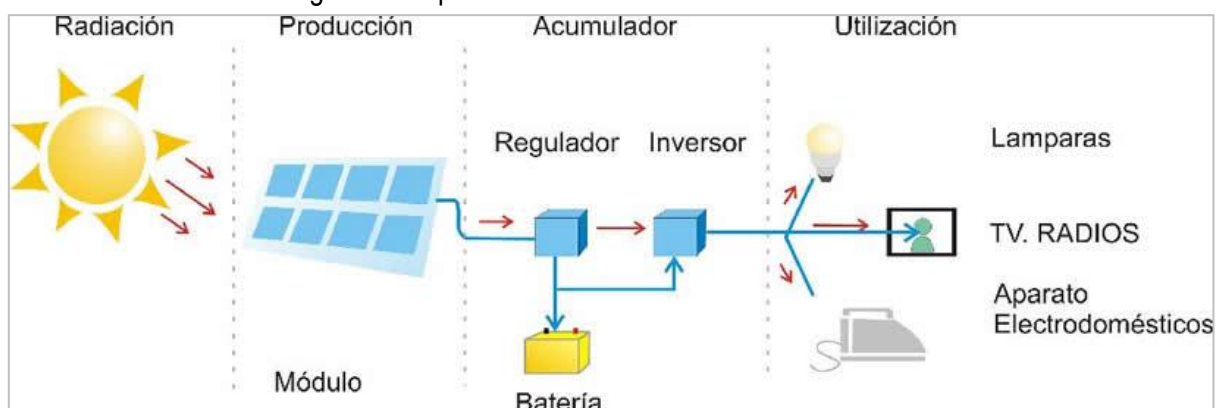 Radiación Producción Acumulador Utilización
Regulador Inversor
Lamparas
TV. RADIOS
Aparato
Electrodomésticos
Módulo
Batería